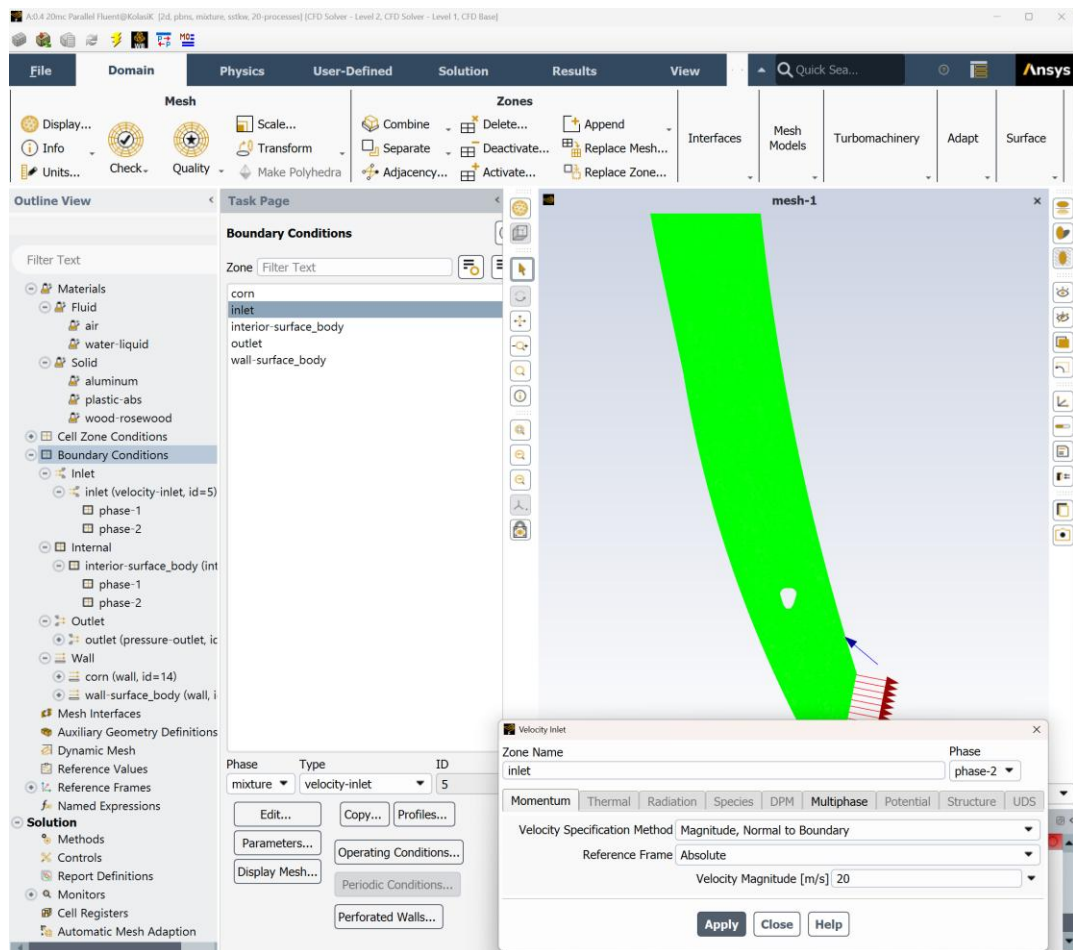 A:0.4 20mc Parallel Fluent@KolasiK [2d, pbns, mixture, sstkw, 20-processes] [CFD Solver - Level 2, CFD Solver - Level 1, CFD Base]
File Domain Physics User-Defined Solution Results View Quick Sea... Ansys
Mesh
Display...
Info
Units...
Check
Quality
Scale...
Transform
Make Polyhedra
Zones
Combine Delete... Append
Separate Deactivate... Replace Mesh...
Adjacency... Activate... Replace Zone...
Interfaces
Mesh
Models
Turbomachinery
Adapt
Surface
Outline View
Filter Text
Materials
Fluid
air
water-liquid
Solid
aluminum
plastic-abs
wood-rosewood
Cell Zone Conditions
Boundary Conditions
Inlet
inlet (velocity-inlet, id=5)
phase-1
phase-2
Internal
interior-surface_body (int
phase-1
phase-2
Outlet
outlet (pressure-outlet, ic
Wall
corn (wall, id=14)
wall-surface_body (wall, i
Mesh Interfaces
Auxiliary Geometry Definitions
Dynamic Mesh
Reference Values
Reference Frames
Named Expressions
Solution
Methods
Controls
Report Definitions
Monitors
Cell Registers
Automatic Mesh Adaption
Task Page
Boundary Conditions
Zone Filter Text
corn
inlet
interior-surface_body
outlet
wall-surface_body
Phase Type ID
mixture velocity-inlet 5
Edit... Copy... Profiles...
Parameters... Operating Conditions...
Display Mesh... Periodic Conditions...
Perforated Walls...
mesh-1
Velocity Inlet
Zone Name Phase
inlet phase-2
Momentum Thermal Radiation Species DPM Multiphase Potential Structure UDS
Velocity Specification Method Magnitude, Normal to Boundary
Reference Frame Absolute
Velocity Magnitude [m/s] 20
Apply Close Help